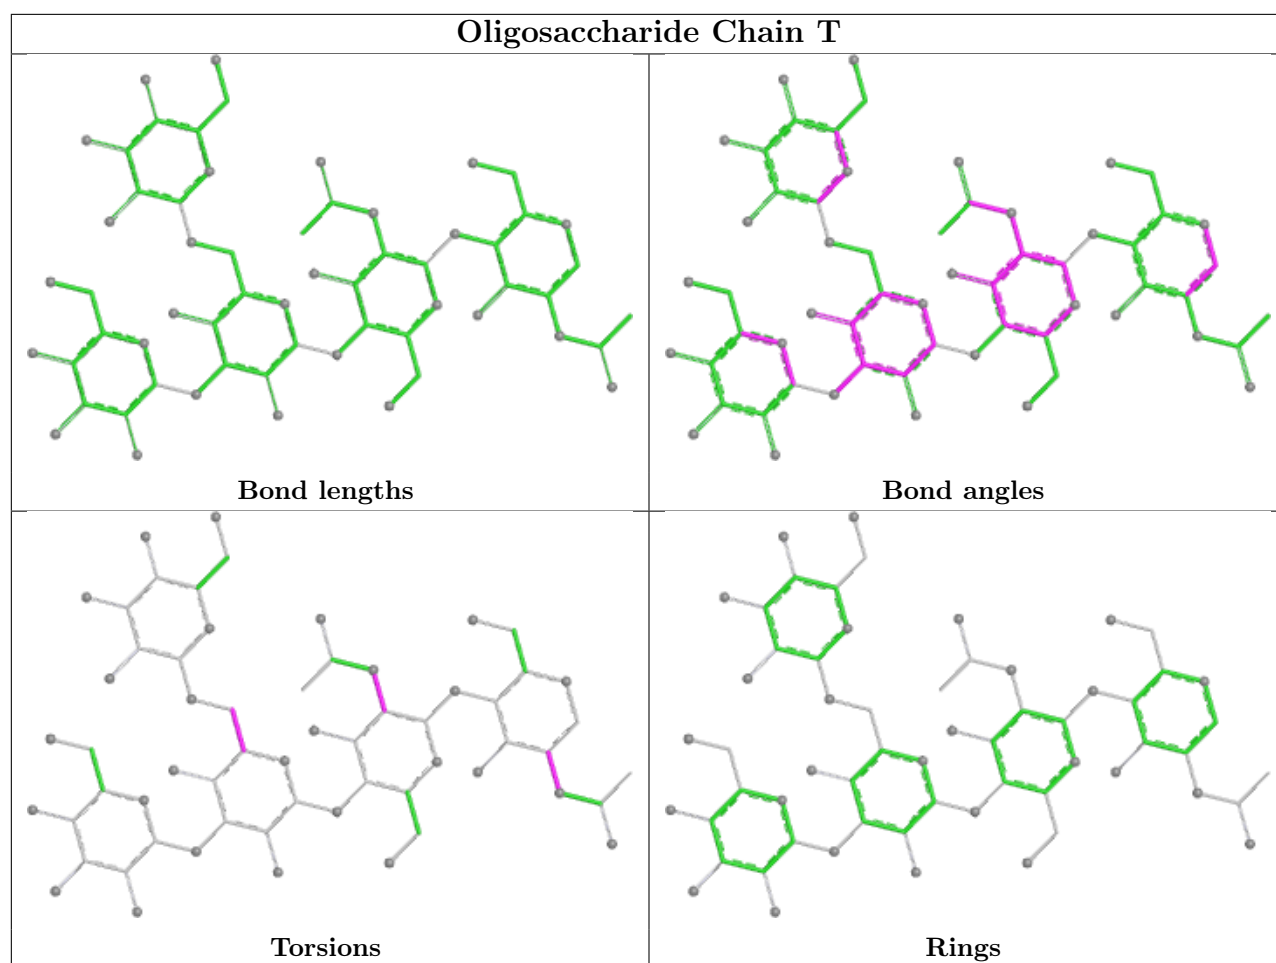 Oligosaccharide Chain T
Bond lengths
Bond angles
Torsions
Rings